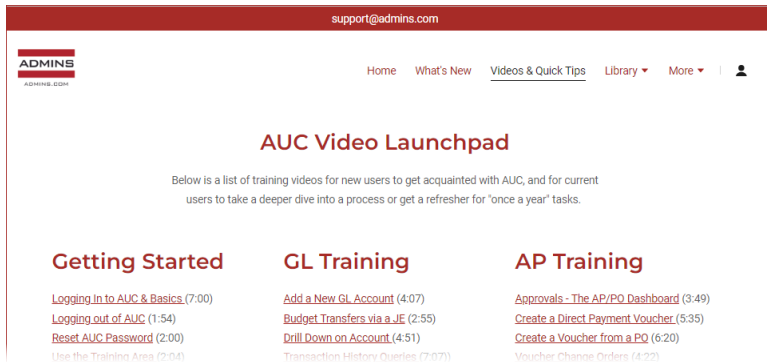 support@admins.com
ADMINS
ADMINS.COM
Home What's New Videos & Quick Tips Library More
AUC Video Launchpad
Below is a list of training videos for new users to get acquainted with AUC, and for current
users to take a deeper dive into a process or get a refresher for "once a year" tasks.
Getting Started
Logging In to AUC & Basics (7:00)
Logging out of AUC (1:54)
Reset AUC Password (2:00)
Use the Training Area (2:04)
GL Training
Add a New GL Account (4:07)
Budget Transfers via a JE (2:55)
Drill Down on Account (4:51)
Transaction History Queries (7:07))
AP Training
Approvals - The AP/PO Dashboard (3:49)
Create a Direct Payment Voucher (5:35)
Create a Voucher from a PO (6:20)
Voucher Change Orders (4:22)